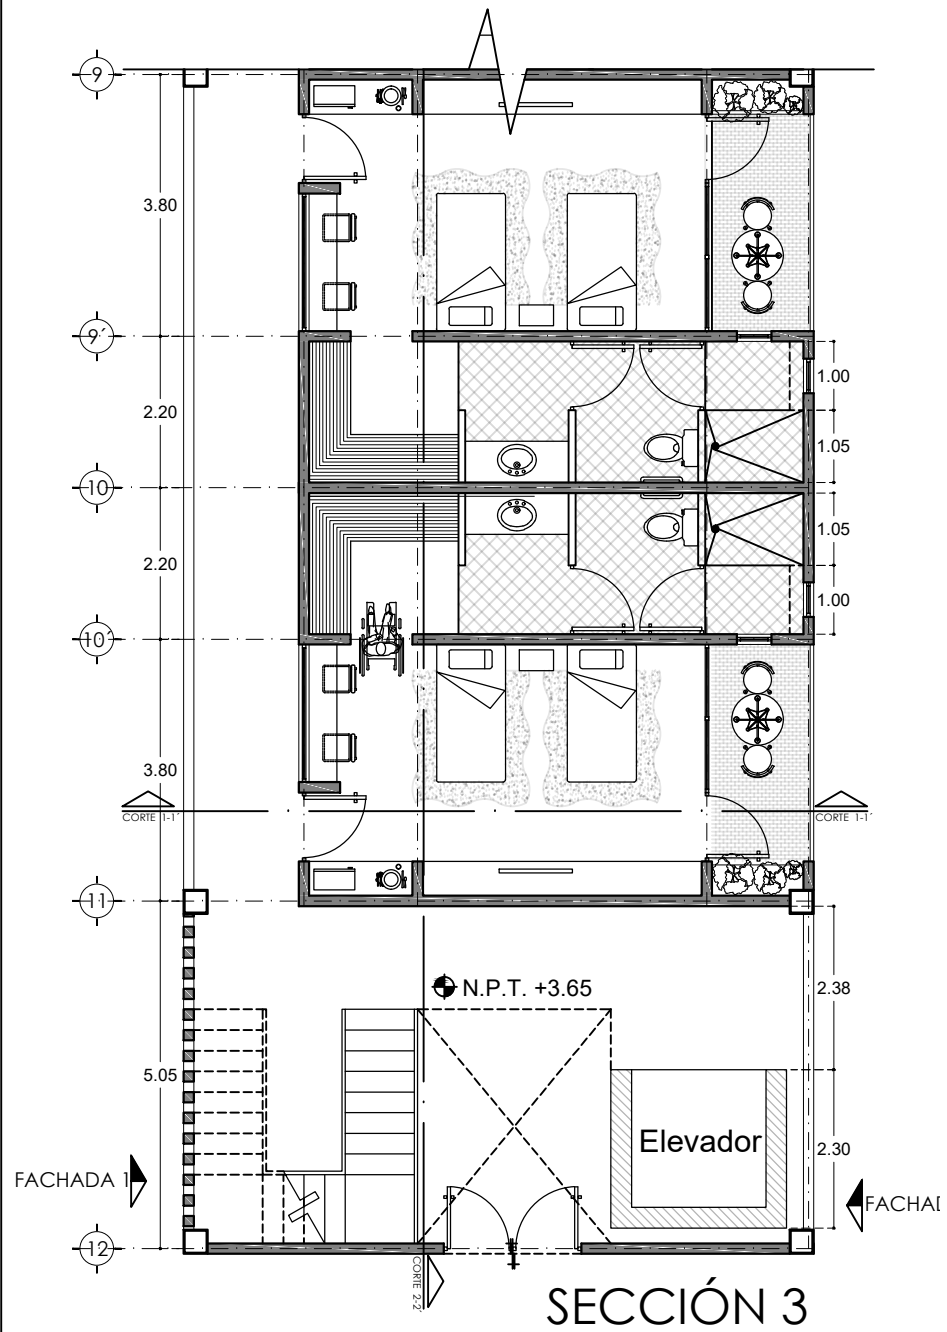 9
3.80
9´
1.00
2.20
1.05
10
1.05
2.20
1.00
10´
3.80
CORTE 1-1´
CORTE 1-1´
11
N.P.T. +3.65
2.38
5.05
Elevador
2.30
FACHADA 1
FACHAD
12
CORTE 2-2´
SECCIÓN 3